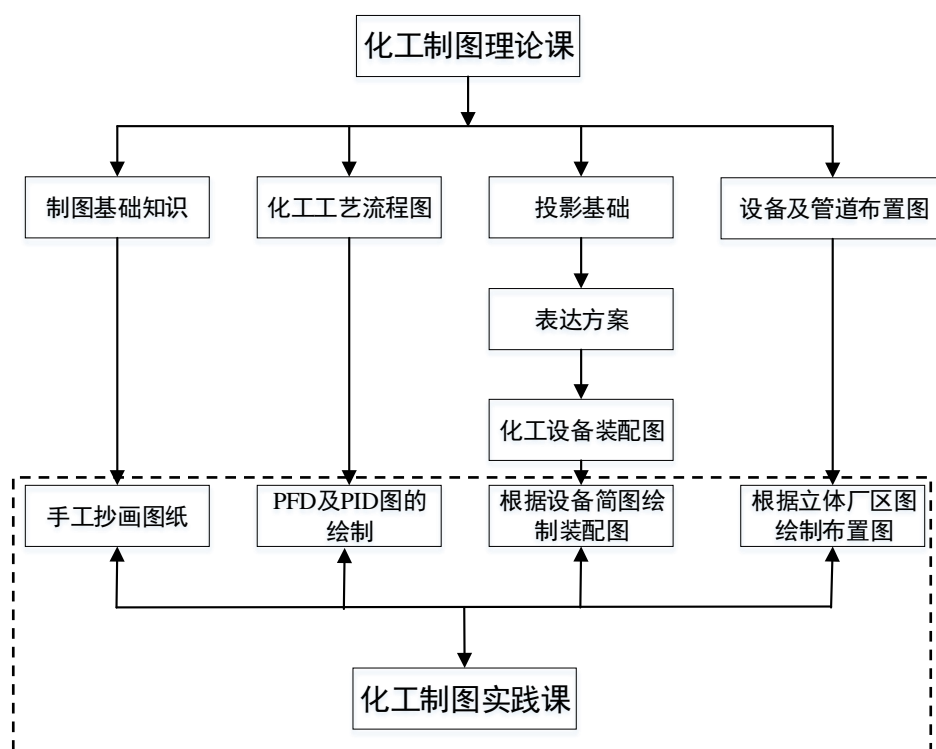 化工制图理论课
制图基础知识
化工工艺流程图
投影基础
设备及管道布置图
表达方案
化工设备装配图
手工抄画图纸
PFD及PID图的
绘制
根据设备简图绘
制装配图
根据立体厂区图
绘制布置图
化工制图实践课